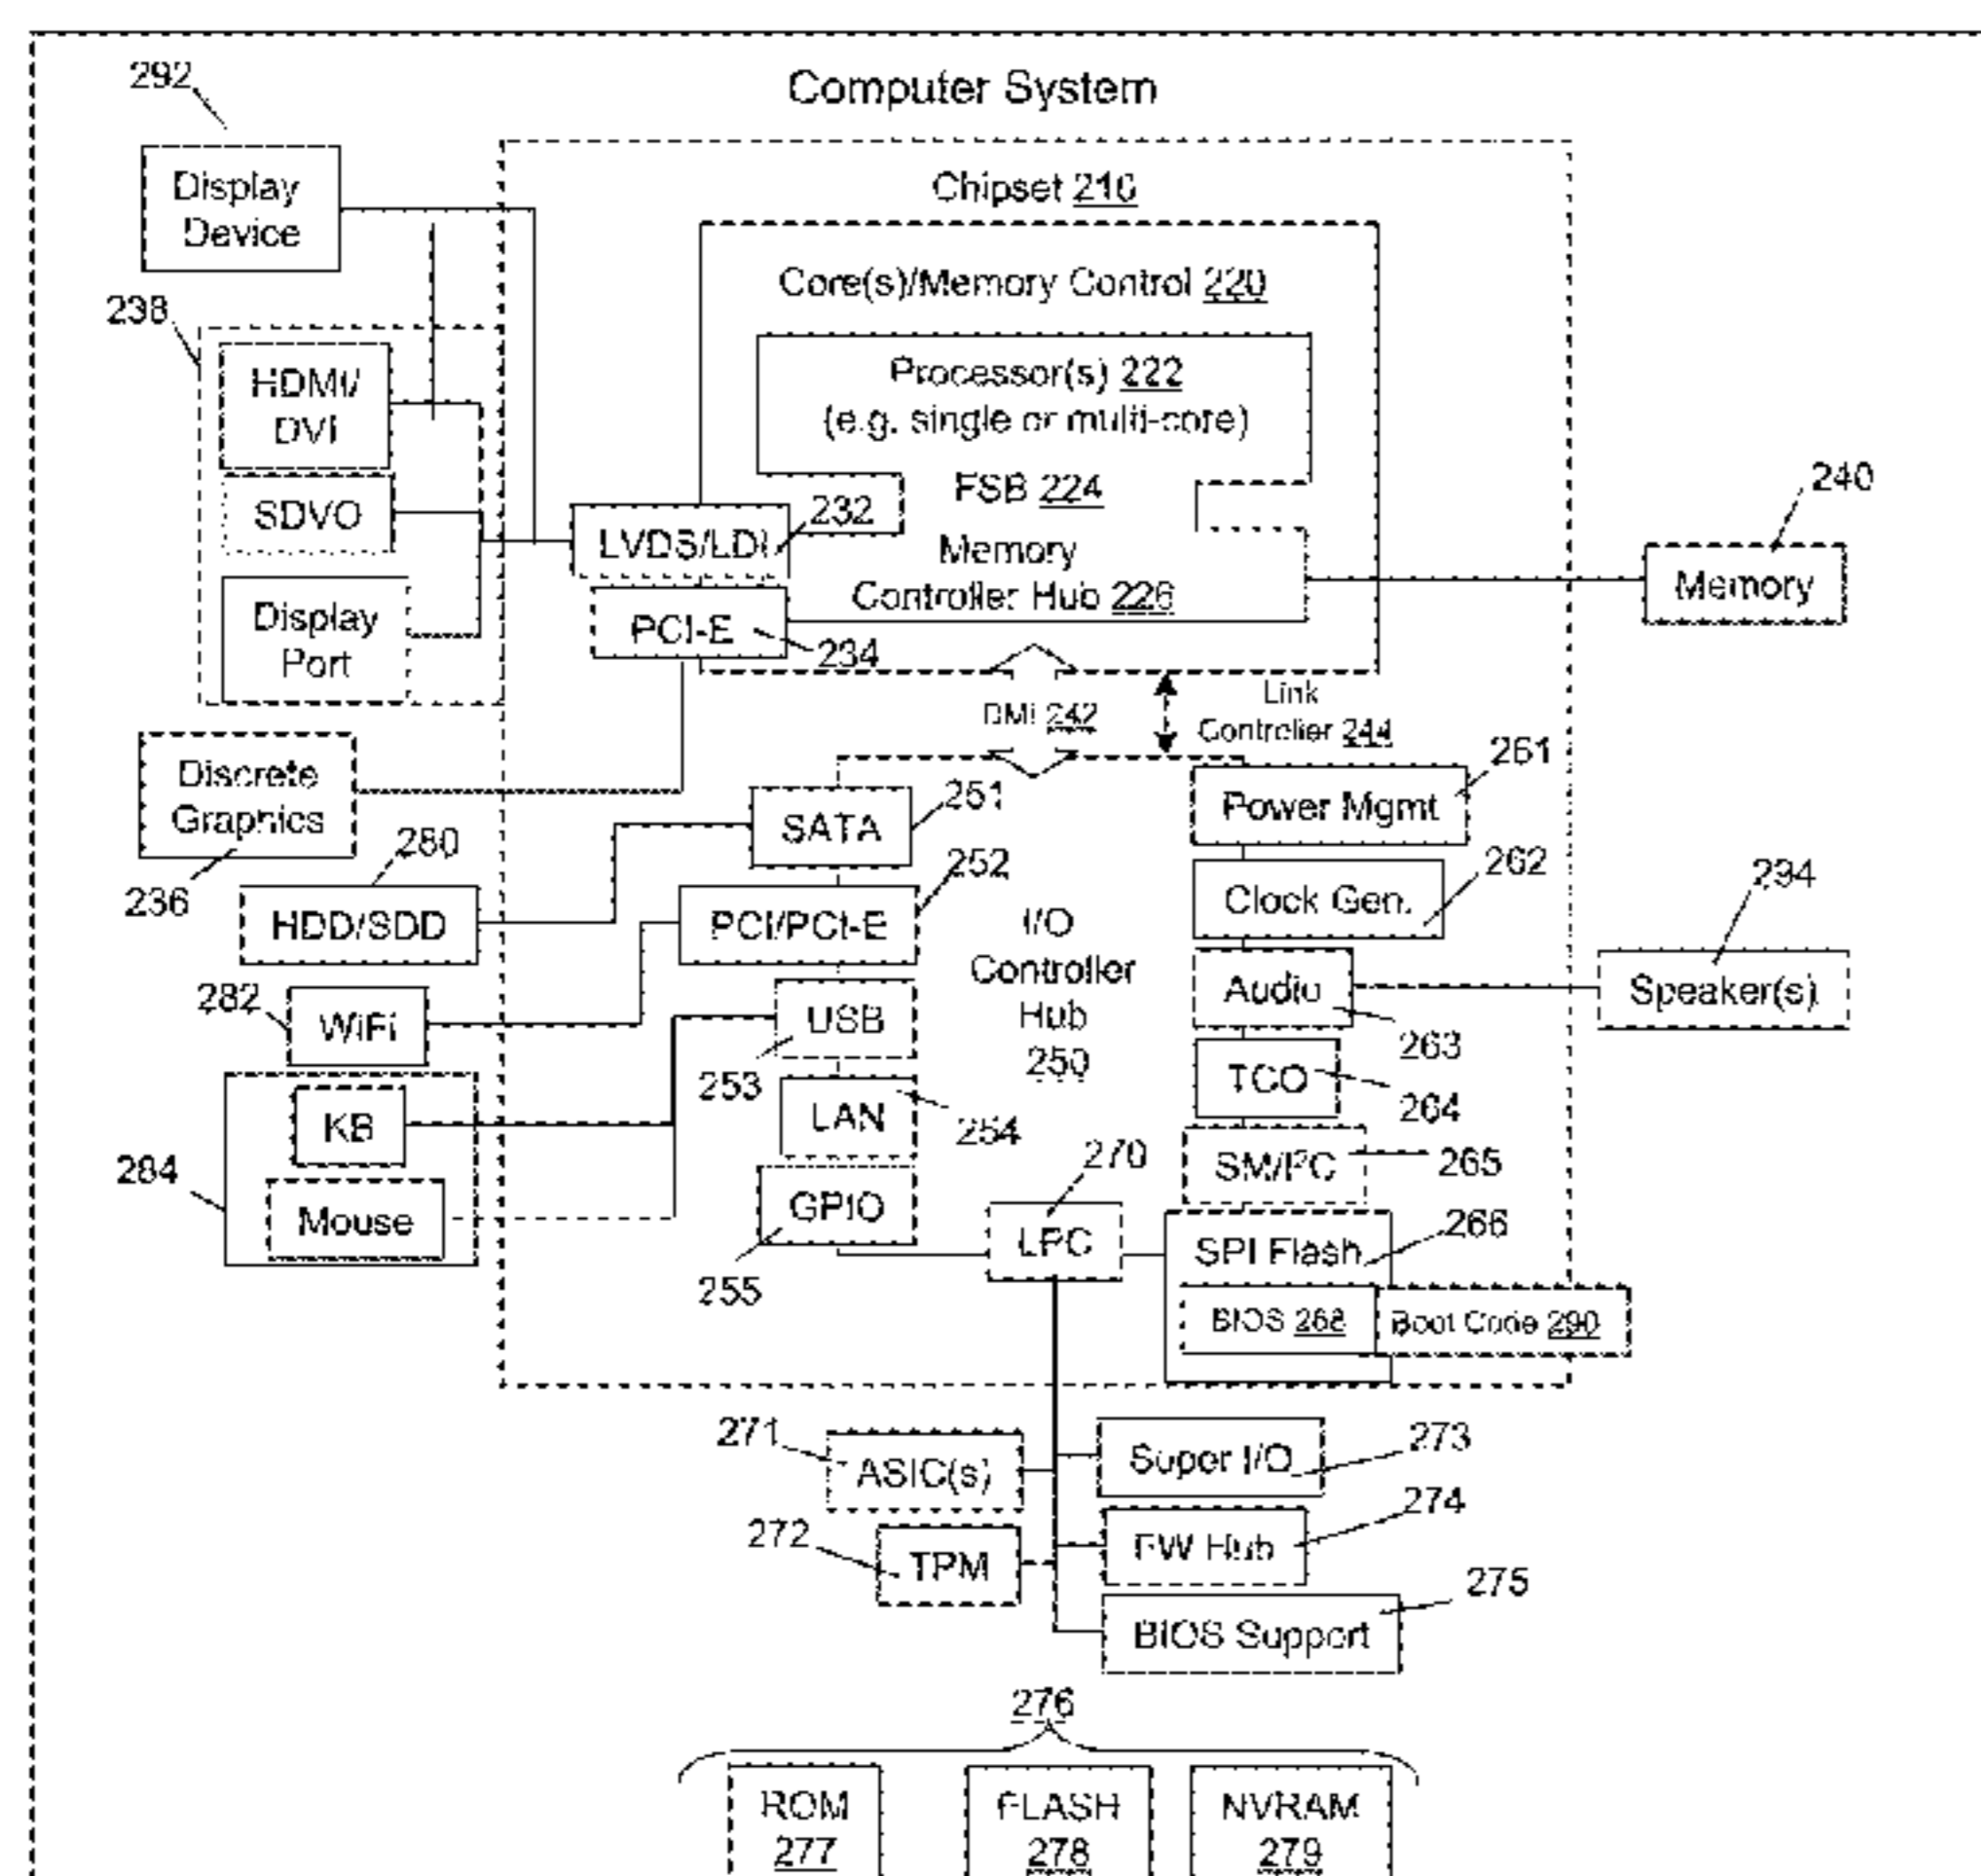 Computer System
292
Display
Device
Chipset 210
Core(s)/Memory Control 220
238
HDMI/
DVI
SDVO
Display
Port
Processor(s) 222
(e.g. single or multi-core)
FSB 224
232
LVDS/LDI
Memory
Controller Hub 226
PCI-E
234
240
Memory
DMI 242
Link
Controller 244
Discrete
Graphics
236
251
SATA
261
Power Mgmt
280
HDD/SDD
252
PCI/PCI-E
262
Clock Gen.
I/O
Controller
Hub
250
294
Speaker(s)
Audio
263
282
WiFi
USB
253
TCO
264
284
KB
Mouse
LAN
254
SM/I²C
265
GPIO
255
270
LPC
266
SPI Flash
BIOS 268
Boot Code 290
271
ASIC(s)
Super I/O
273
272
TPM
FW Hub
274
BIOS Support
275
276
ROM
277
FLASH
278
NVRAM
279